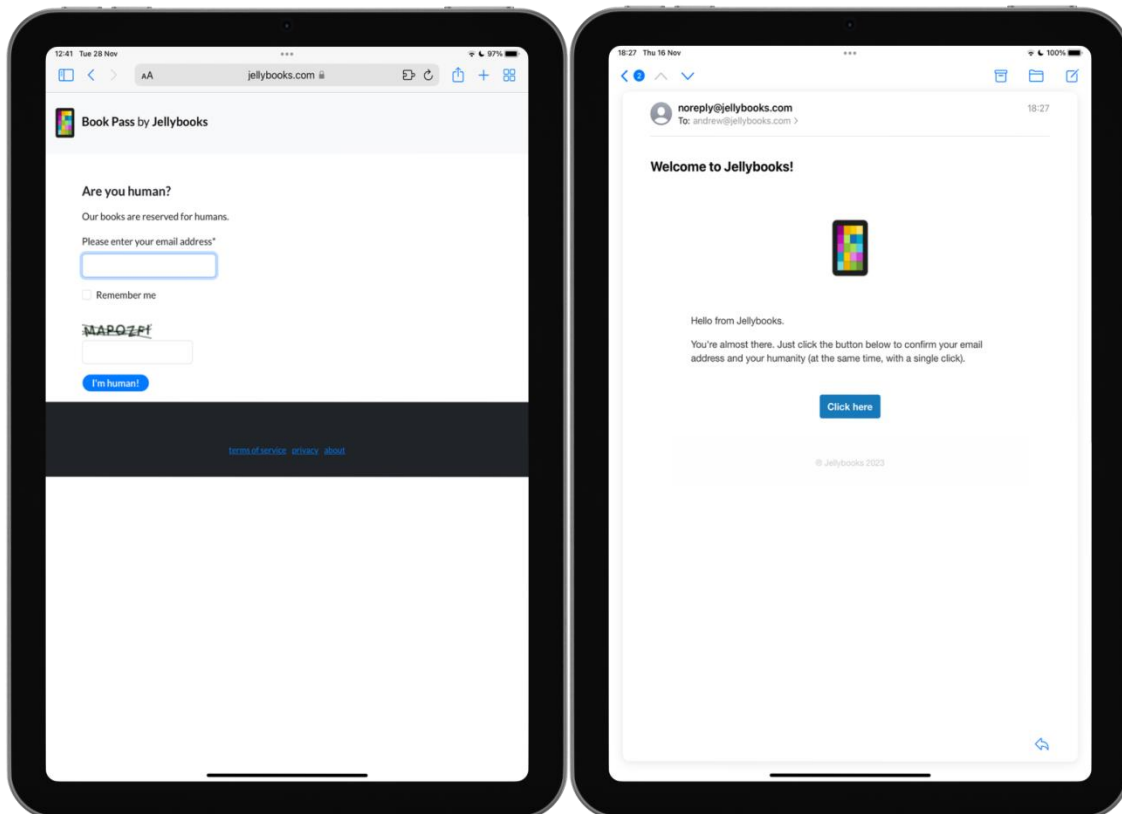 12:41 Tue 28 Nov
97%
AA
jellybooks.com
Book Pass by Jellybooks
Are you human?
Our books are reserved for humans.
Please enter your email address*
Remember me
I'm human!
terms of service privacy about
18:27 Thu 16 Nov
100%
2
noreply@jellybooks.com
18:27
To: andrew@jellybooks.com >
Welcome to Jellybooks!
Hello from Jellybooks.
You're almost there. Just click the button below to confirm your email
address and your humanity (at the same time, with a single click).
Click here
© Jellybooks 2023